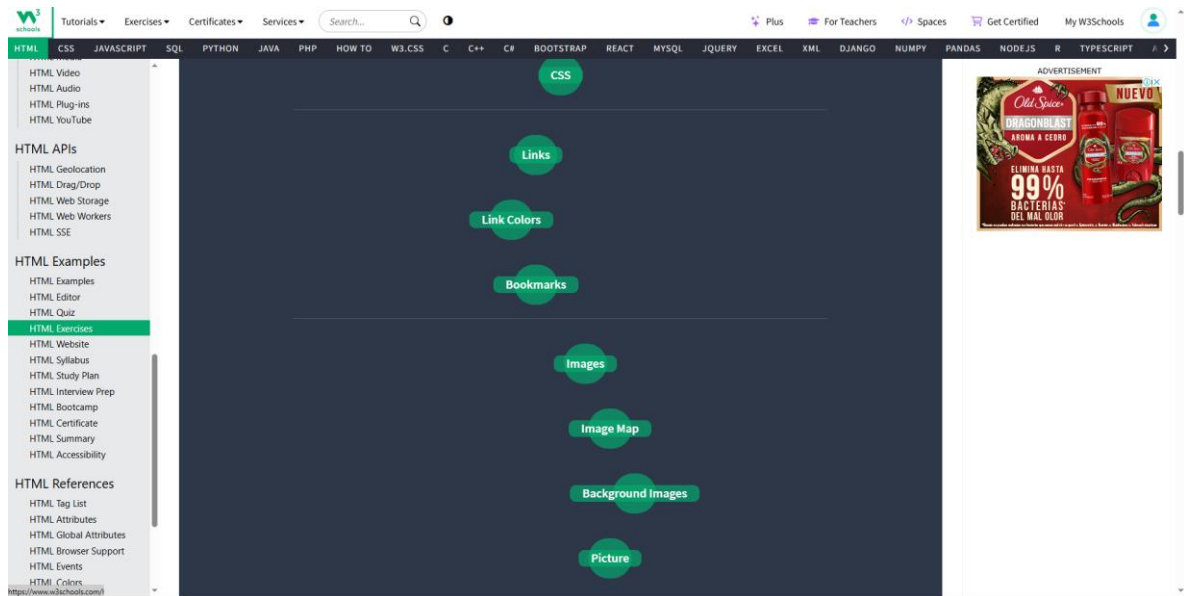 W3
schools
Tutorials
Exercises
Certificates
Services
Search...
Plus
For Teachers
Spaces
Get Certified
My W3Schools
HTML CSS JAVASCRIPT SQL PYTHON JAVA PHP HOW TO W3.CSS C C++ C# BOOTSTRAP REACT MYSQL JQUERY EXCEL XML DJANGO NUMPY PANDAS NODEJS R TYPESCRIPT
HTML Media
HTML Video
HTML Audio
HTML Plug-ins
HTML YouTube
HTML APIs
HTML Geolocation
HTML Drag/Drop
HTML Web Storage
HTML Web Workers
HTML SSE
HTML Examples
HTML Examples
HTML Editor
HTML Quiz
HTML Exercises
HTML Website
HTML Syllabus
HTML Study Plan
HTML Interview Prep
HTML Bootcamp
HTML Certificate
HTML Summary
HTML Accessibility
HTML References
HTML Tag List
HTML Attributes
HTML Global Attributes
HTML Browser Support
HTML Events
HTML Colors
CSS
Links
Link Colors
Bookmarks
Images
Image Map
Background Images
Picture
ADVERTISEMENT
Old Spice
NUEVO
DRAGONBLAST
AROMA A CEDRO
ELIMINA HASTA
99%
BACTERIAS*
DEL MAL OLOR